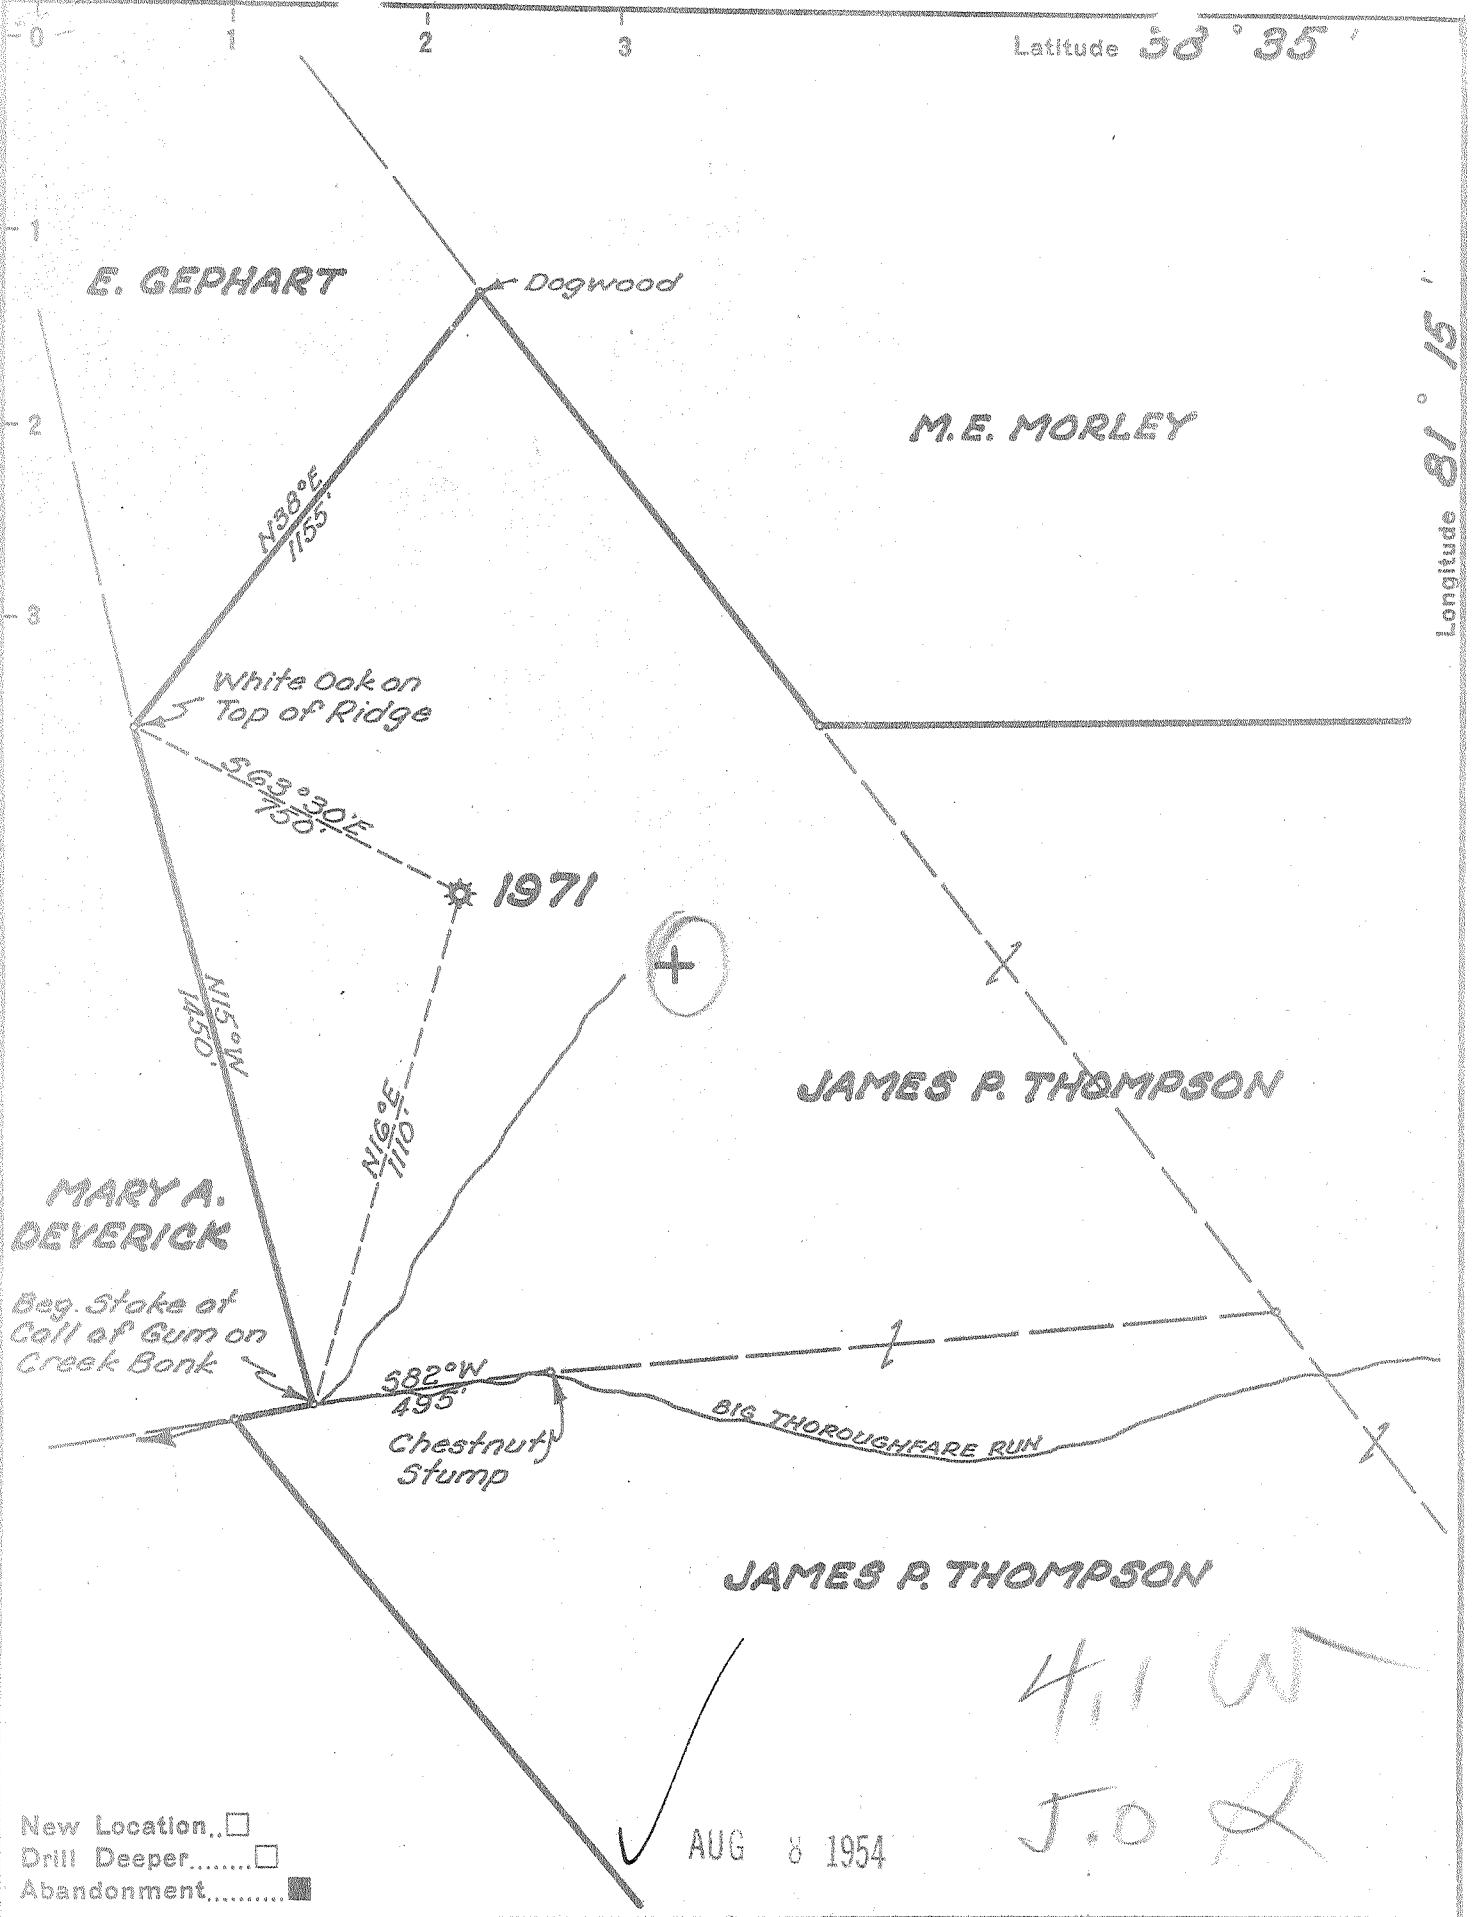 0 1 2 3
Latitude 38° 35'
1
2
3
Longitude 81° 15'
E. GEPHART
Dogwood
M.E. MORLEY
N38°E
1155'
White Oak on
Top of Ridge
S63°30'E
750'
1971
N15°W
1450'
N16°E
1110'
JAMES P. THOMPSON
MARY A.
DEVERICK
Beg. Stake at
Call of Gum on
Creek Bank
S82°W
495'
Chestnut
Stump
BIG THOROUGHFARE RUN
JAMES P. THOMPSON
4.1 W
New Location..
Drill Deeper........
Abandonment..........
AUG 8 1954